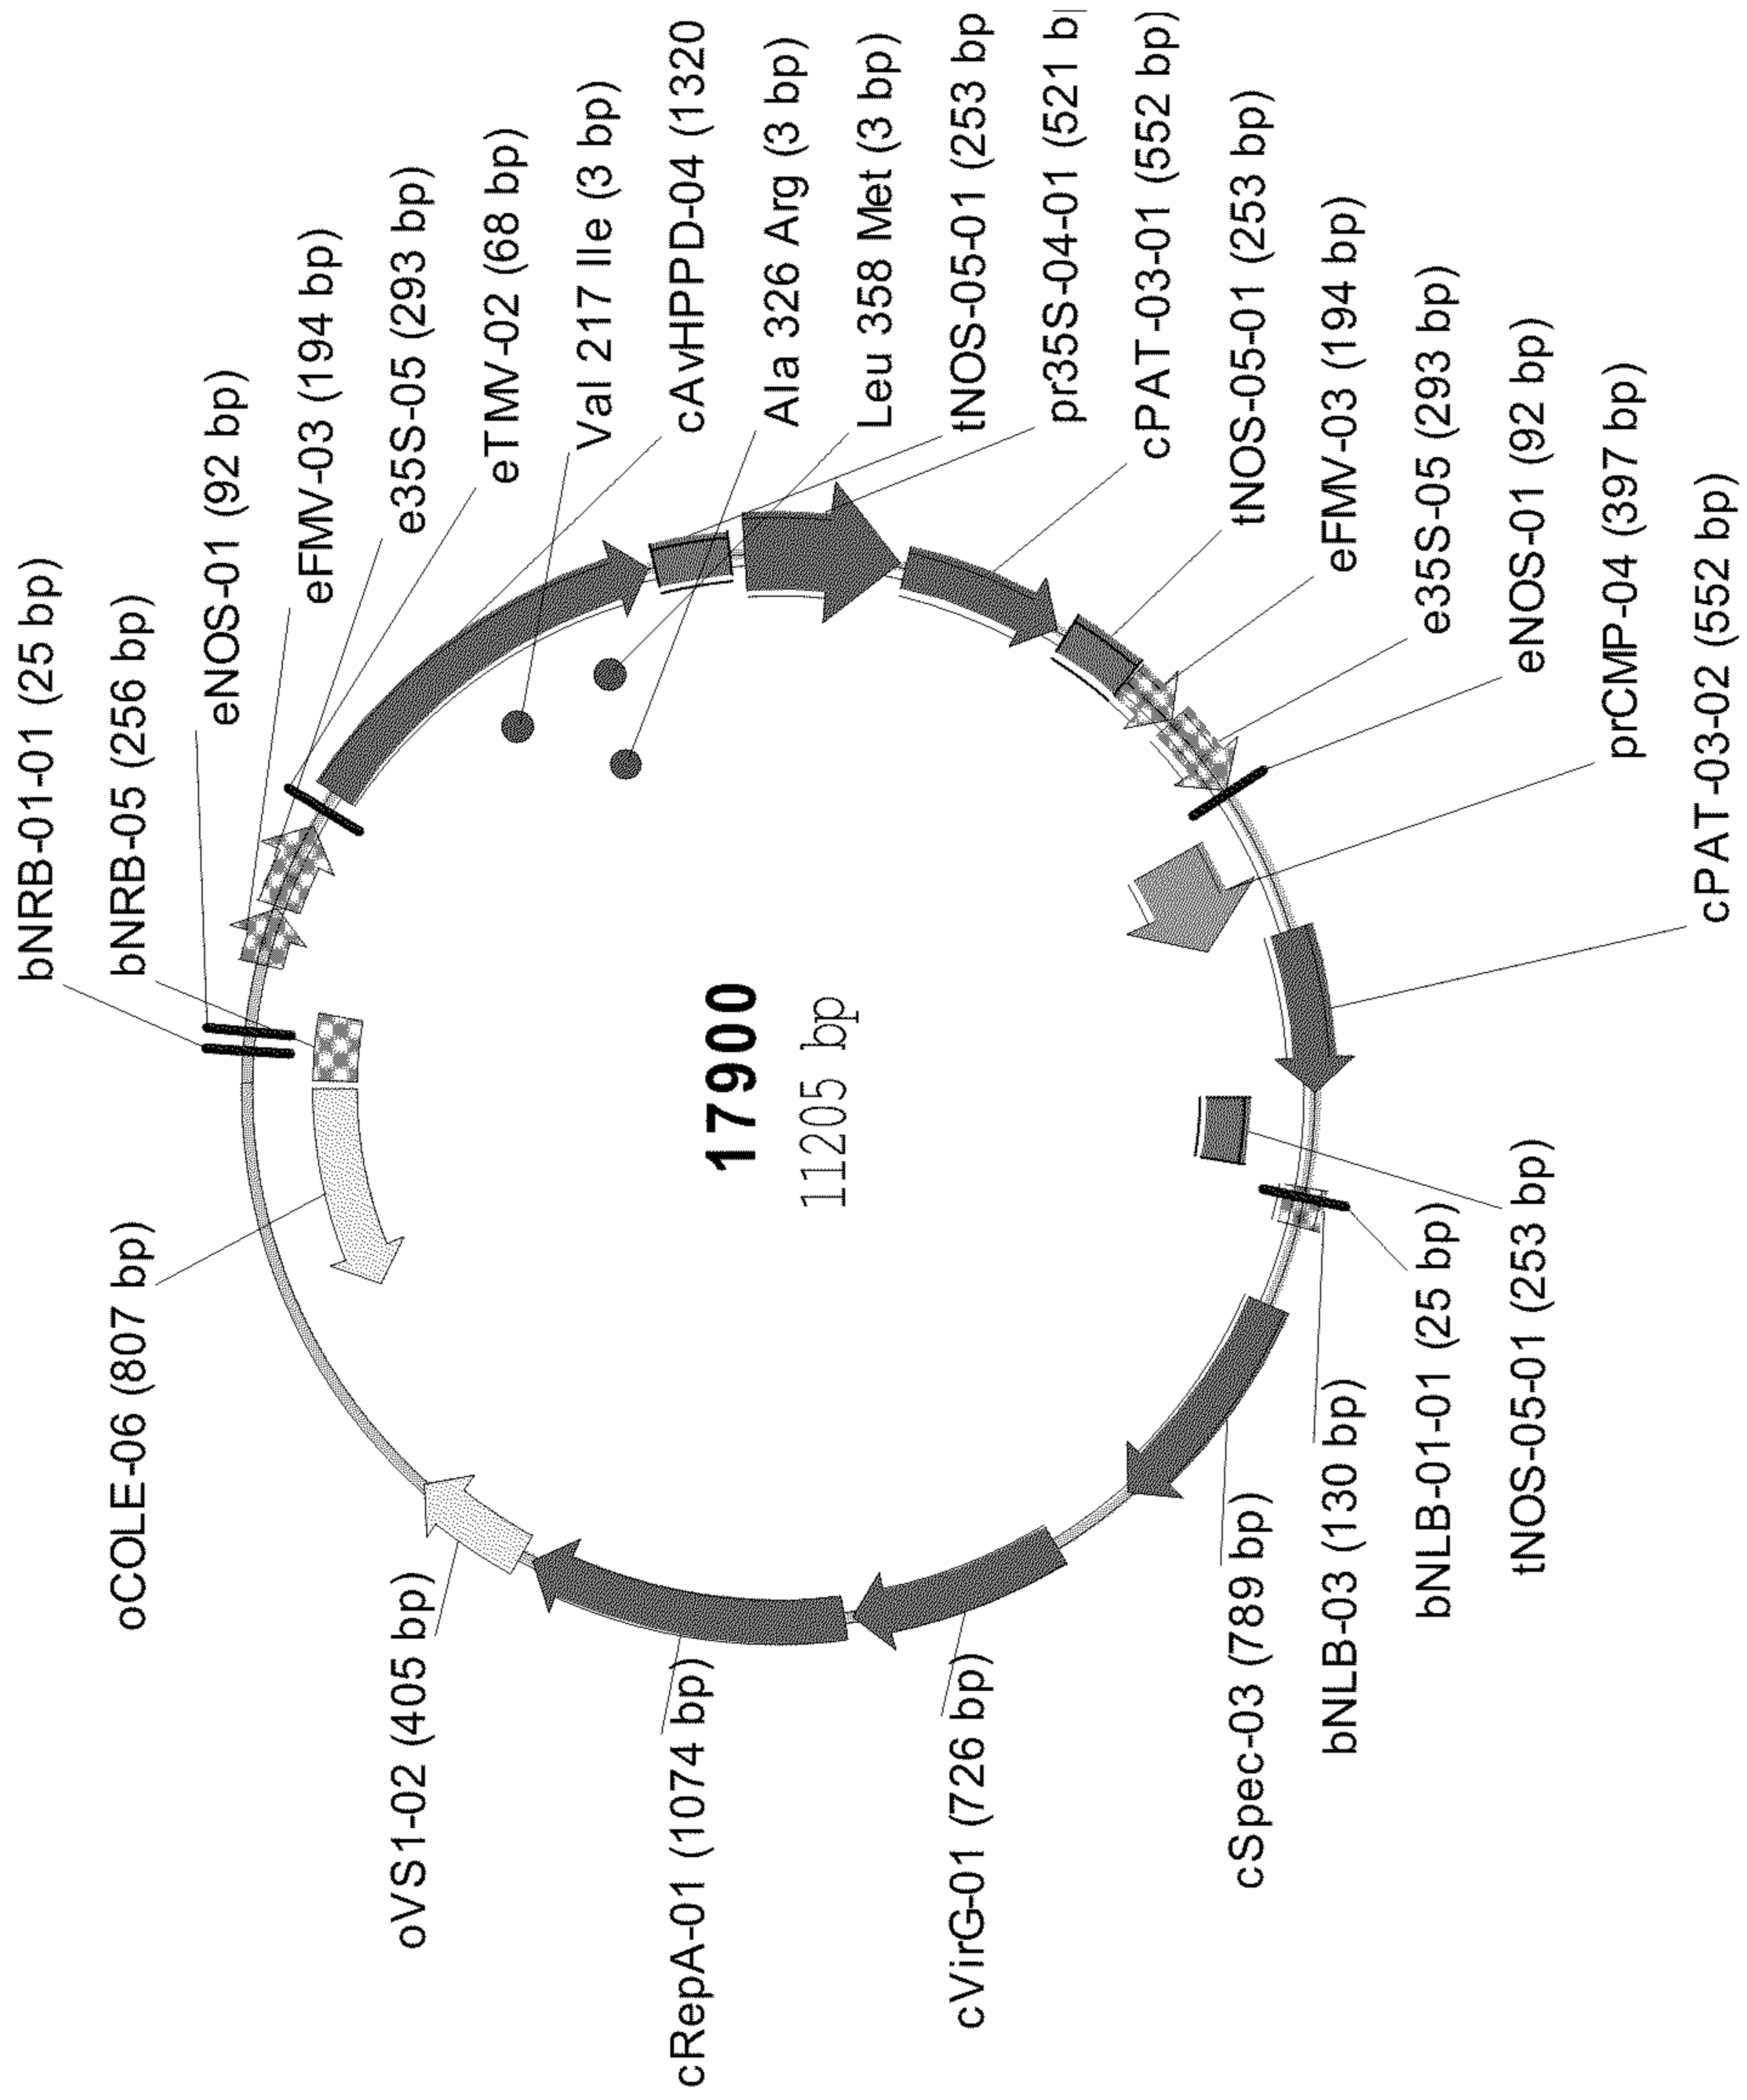 bNRB-01-01 (25 bp)
bNRB-05 (256 bp)
eNOS-01 (92 bp)
eFMV-03 (194 bp)
e35S-05 (293 bp)
eTMV-02 (68 bp)
Val 217 Ile (3 bp)
cAvHPPD-04 (1320
Ala 326 Arg (3 bp)
Leu 358 Met (3 bp)
tNOS-05-01 (253 bp
pr35S-04-01 (521 b
cPAT-03-01 (552 bp)
tNOS-05-01 (253 bp)
eFMV-03 (194 bp)
e35S-05 (293 bp)
eNOS-01 (92 bp)
prCMP-04 (397 bp)
cPAT-03-02 (552 bp)
17900
11205 bp
oCOLE-06 (807 bp)
oVS1-02 (405 bp)
cRepA-01 (1074 bp)
cVirG-01 (726 bp)
cSpec-03 (789 bp)
bNLB-03 (130 bp)
bNLB-01-01 (25 bp)
tNOS-05-01 (253 bp)